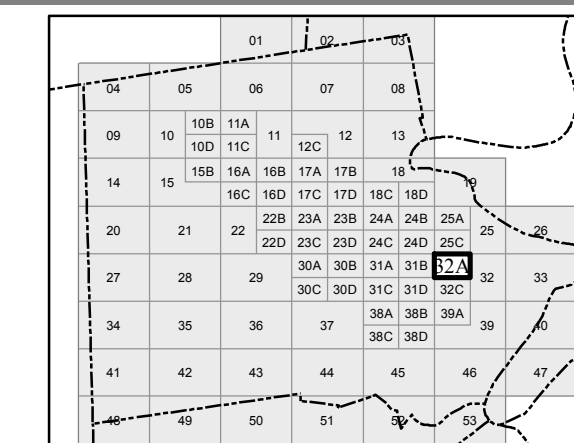 01 02 03
04 05 06 07 08
10B 11A
09 10 11 12 13
10D 11C 12C
15B 16A 16B 17A 17B 18
14 15 19
16C 16D 17C 17D 18C 18D
22B 23A 23B 24A 24B 25A
20 21 22 25 26
22D 23C 23D 24C 24D 25C
30A 30B 31A 31B 32A
27 28 29 32 33
30C 30D 31C 31D 32C
38A 38B 39A
34 35 36 37 39 40
38C 38D
41 42 43 44 45 46 47
48 49 50 51 52 53